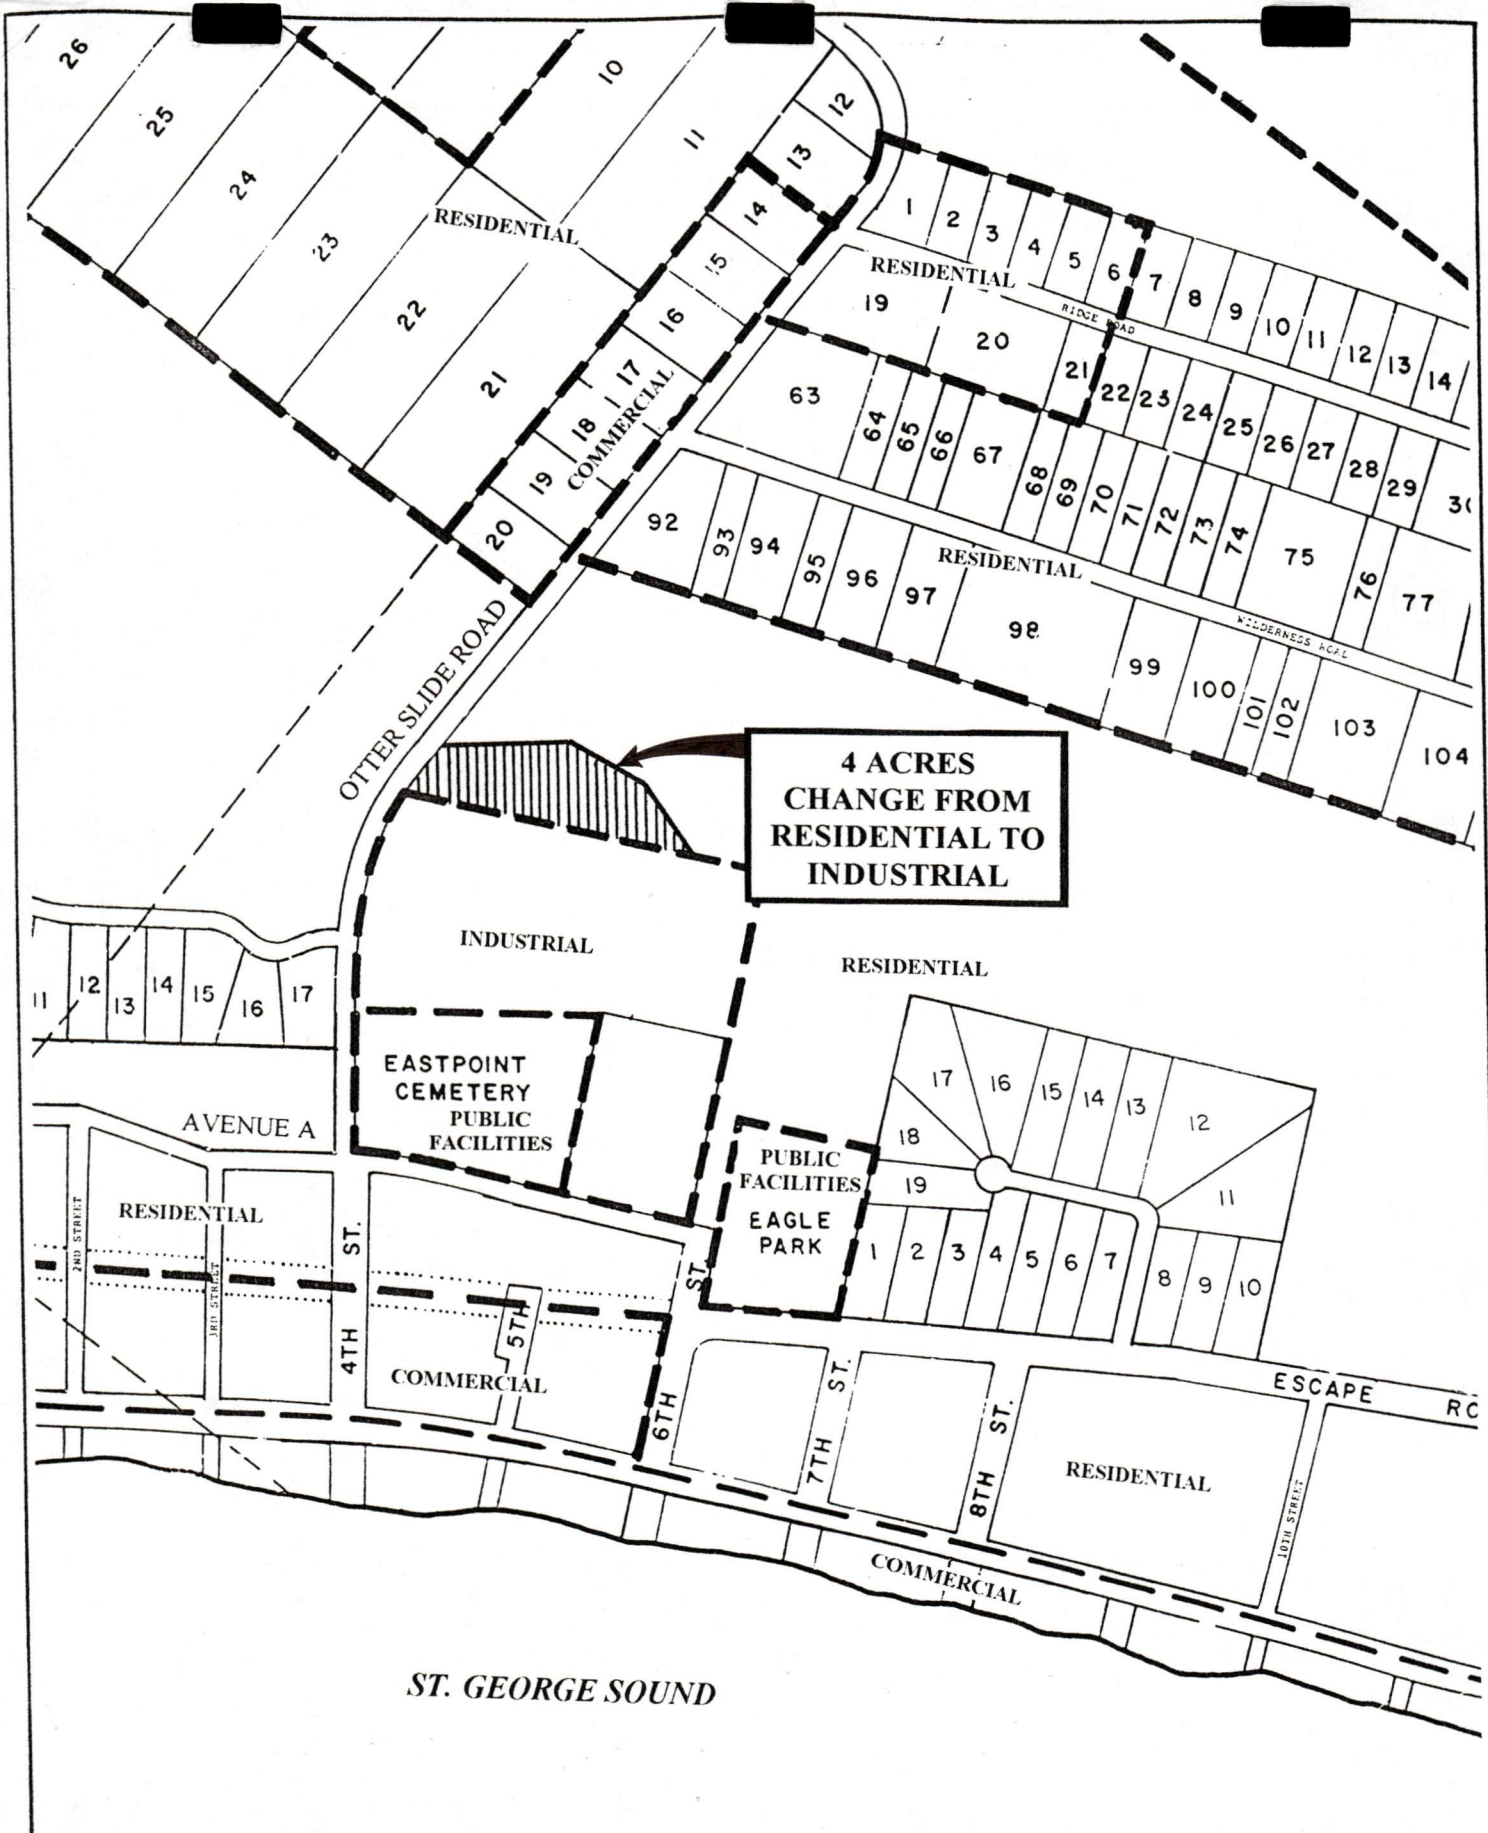 26
25
24
23
22
21
10
11
12
13
14
15
16
17
18
19
20
RESIDENTIAL
COMMERCIAL
1
2
3
4
5
6
7
8
9
10
11
12
13
14
RESIDENTIAL
RIDGE ROAD
19
20
21
22
23
24
25
26
27
28
29
63
64
65
66
67
68
69
70
71
72
73
74
75
76
77
RESIDENTIAL
WILDERNESS ROAD
92
93
94
95
96
97
98
99
100
101
102
103
104
OTTER SLIDE ROAD
4 ACRES
CHANGE FROM
RESIDENTIAL TO
INDUSTRIAL
INDUSTRIAL
RESIDENTIAL
11
12
13
14
15
16
17
EASTPOINT
CEMETERY
PUBLIC
FACILITIES
AVENUE A
PUBLIC
FACILITIES
EAGLE
PARK
17
16
15
14
13
12
11
18
19
1
2
3
4
5
6
7
8
9
10
RESIDENTIAL
2ND STREET
3RD STREET
4TH ST.
5TH
6TH ST.
7TH ST.
8TH ST.
10TH STREET
COMMERCIAL
ESCAPE
RESIDENTIAL
COMMERCIAL
ST. GEORGE SOUND